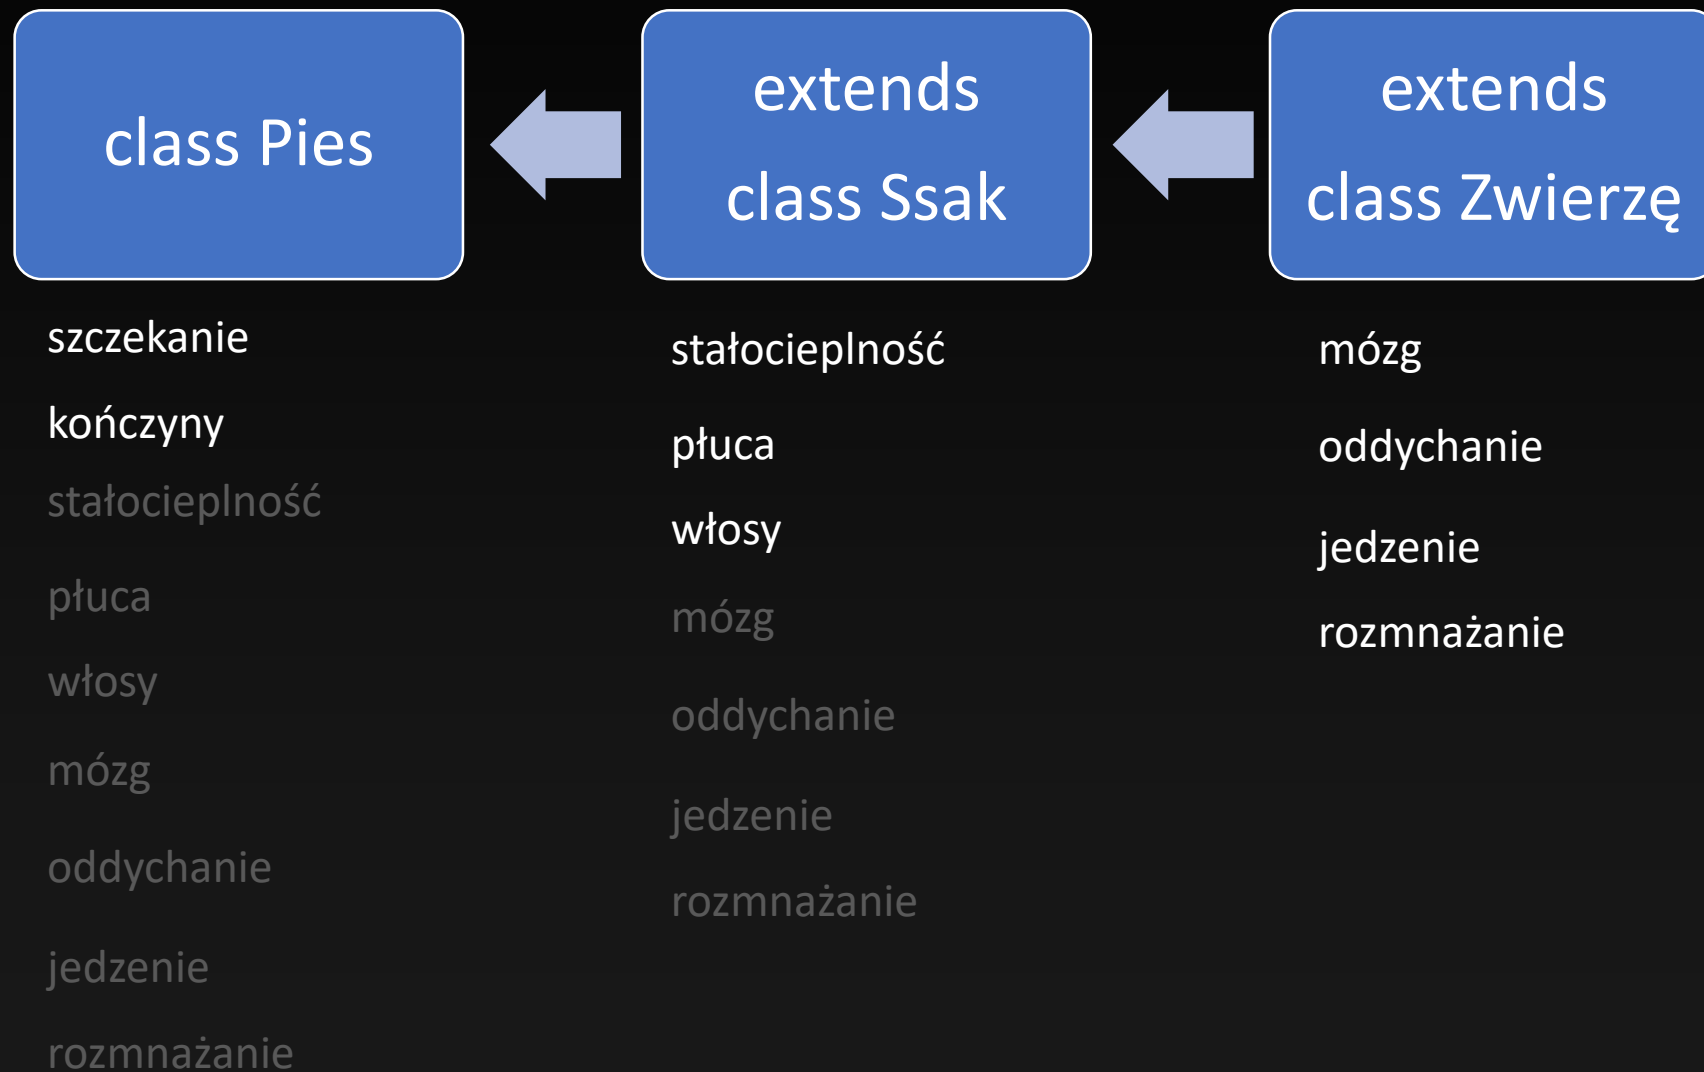 class Pies
szczekanie
kończyny
stałocieplność
płuca
włosy
mózg
oddychanie
jedzenie
rozmnażanie
extends
class Ssak
stałocieplność
płuca
włosy
mózg
oddychanie
jedzenie
rozmnażanie
extends
class Zwierzę
mózg
oddychanie
jedzenie
rozmnażanie